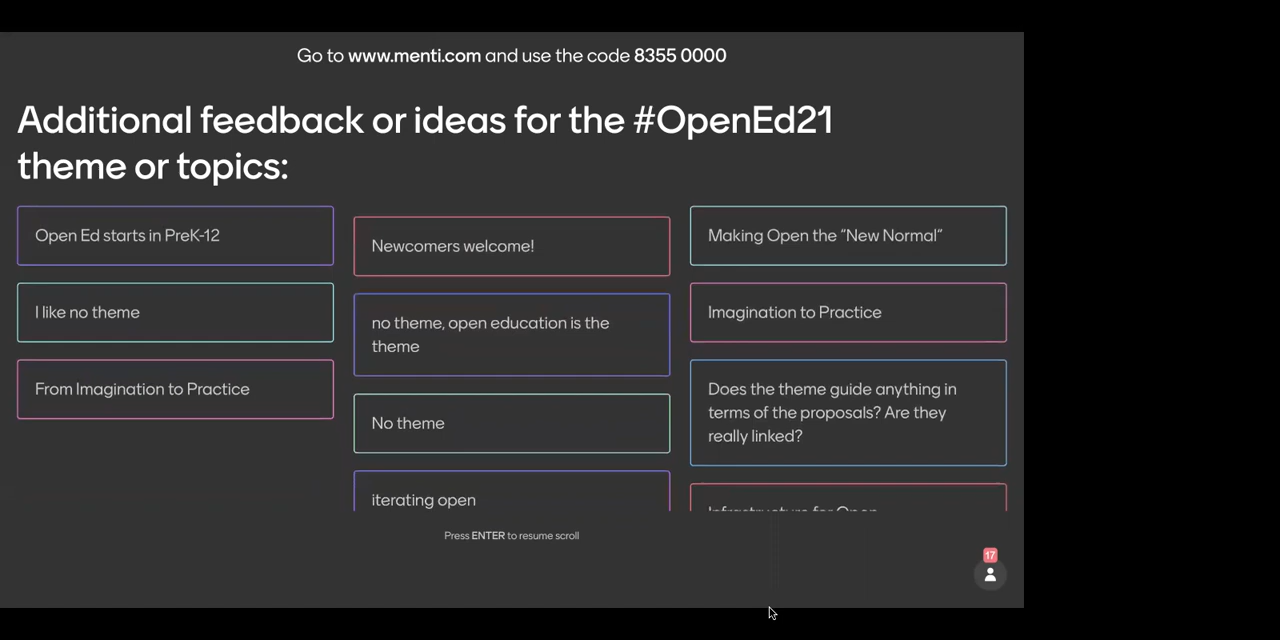 Go to www.menti.com and use the code 8355 0000
Additional feedback or ideas for the #OpenEd21
theme or topics:
Open Ed starts in PreK-12
I like no theme
From Imagination to Practice
Newcomers welcome!
no theme, open education is the
theme
No theme
iterating open
Making Open the “New Normal”
Imagination to Practice
Does the theme guide anything in
terms of the proposals? Are they
really linked?
Infrastructure for Open
Press ENTER to resume scroll
17